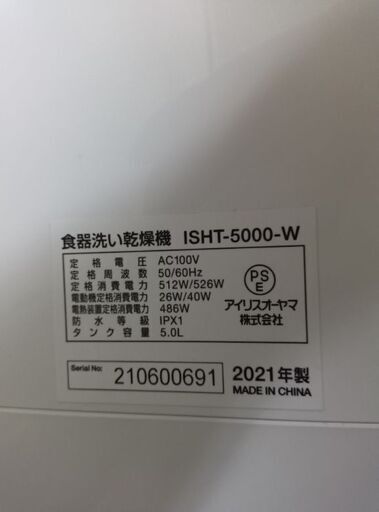 食器洗い乾燥機 ISHT-5000-W
定格電圧 AC100V
定格周波数 50/60Hz
定格消費電力 512W/526W
電動機定格消費電力 26W/40W
電熱装置定格消費電力 486W
防水等級 IPX1
タンク容量 5.0L
PS
E
アイリスオーヤマ
株式会社
Serial No: 210600691
2021年製
MADE IN CHINA